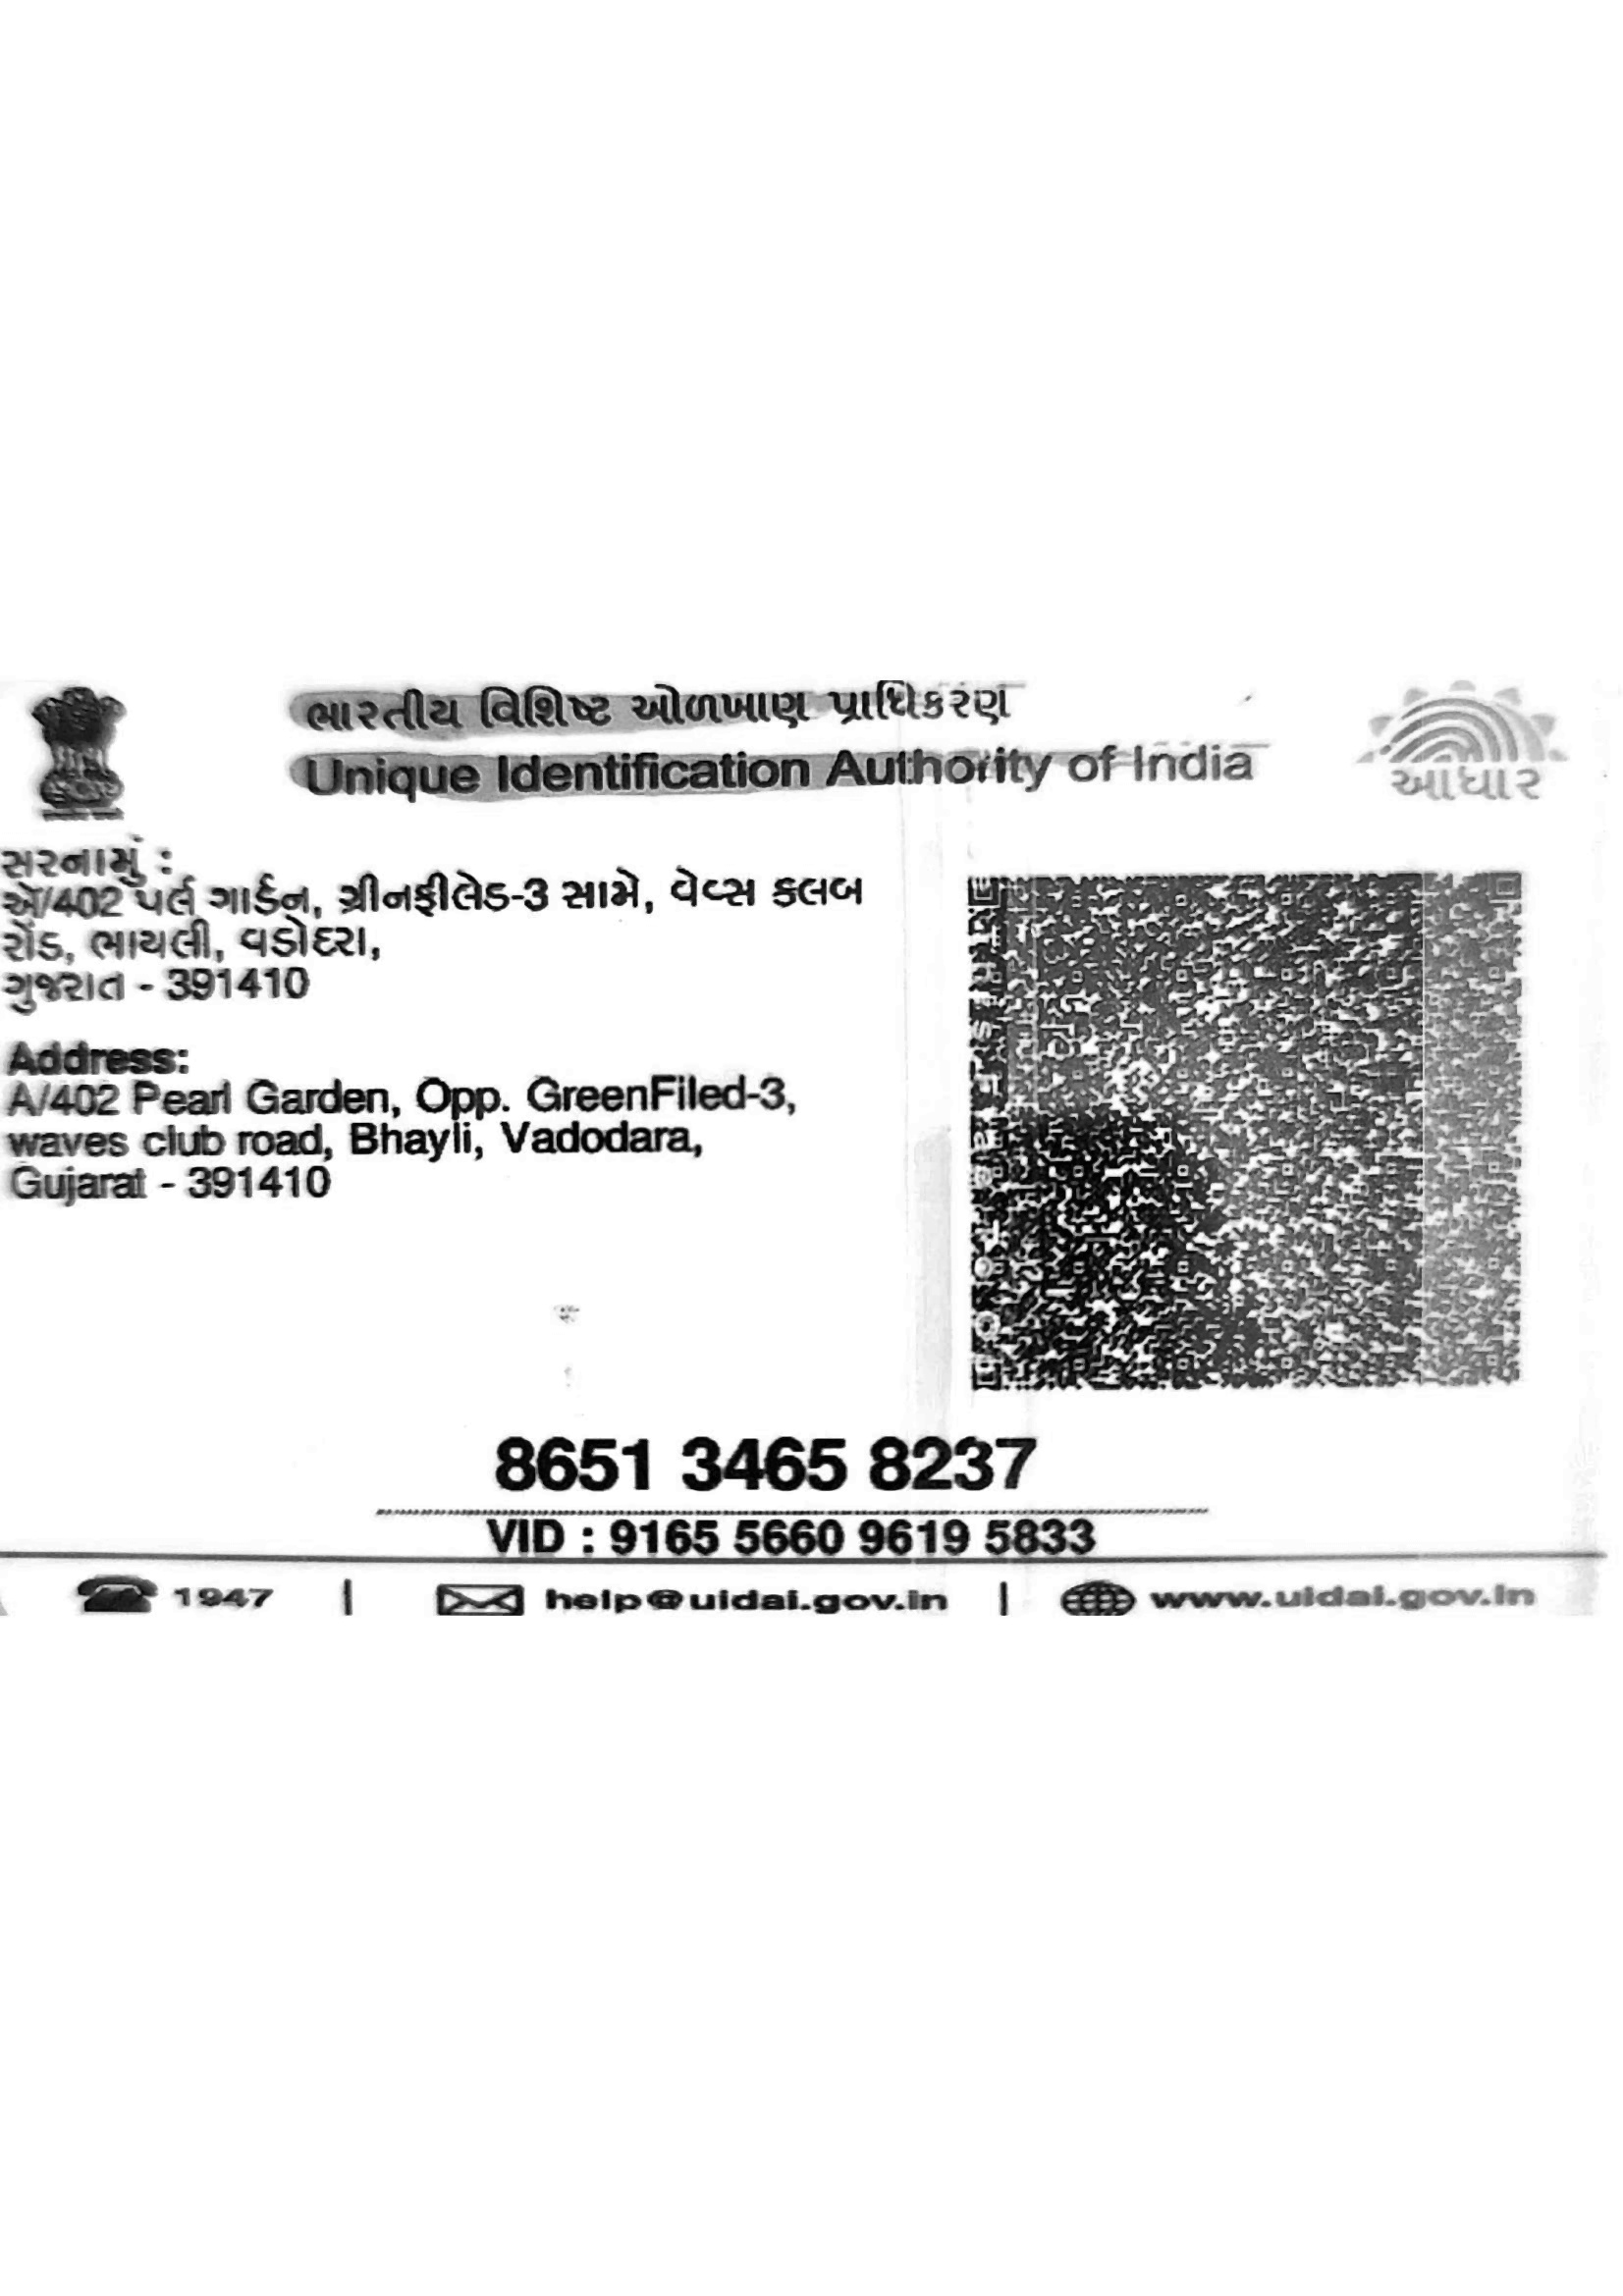 ભારતીય વિશિષ્ટ ઓળખાણ પ્રાધિકરણ
Unique Identification Authority of India
આધાર
સરનામું :
એ/402 પર્લ ગાર્ડન, ગ્રીનફીલેડ-3 સામે, વેવ્સ ક્લબ
રોડ, ભાયલી, વડોદરા,
ગુજરાત - 391410
Address:
A/402 Pearl Garden, Opp. GreenFiled-3,
waves club road, Bhayli, Vadodara,
Gujarat - 391410
8651 3465 8237
VID : 9165 5660 9619 5833
1947 | help@uidai.gov.in | www.uidai.gov.in